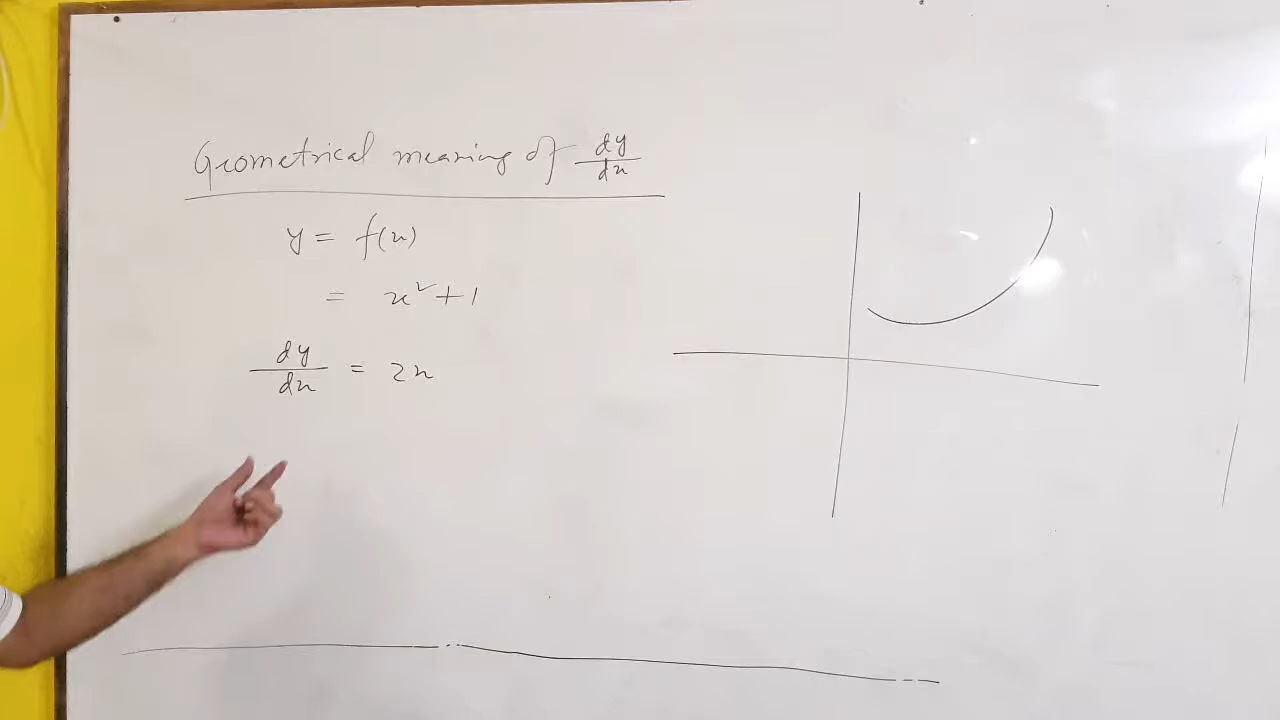 Geometrical meaning of dy/dx
y = f(x)
= x² + 1
dy/dx = 2x